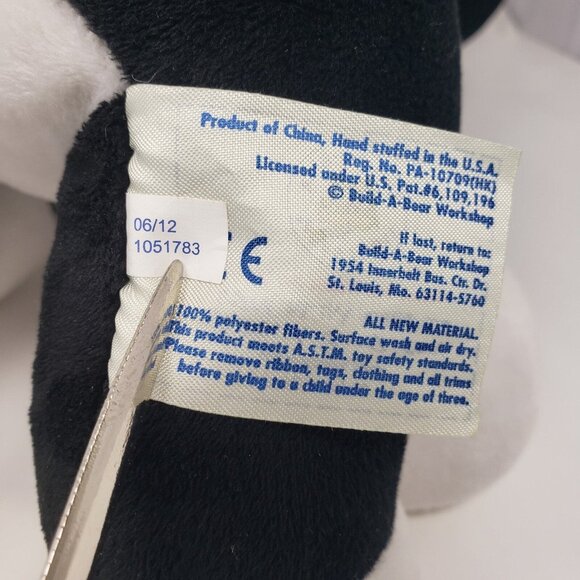 Product of China, Hand stuffed in the U.S.A.
Reg. No. PA-10709(HK)
Licensed under U.S. Pat.#6,109,196
© Build-A-Bear Workshop
06/12
1051783
CE
If lost, return to:
Build-A-Bear Workshop
1954 Innerbelt Bus. Ctr. Dr.
St. Louis, Mo. 63114-5760
ALL NEW MATERIAL.
100% polyester fibers. Surface wash and air dry.
This product meets A.S.T.M. toy safety standards.
Please remove ribbon, tags, clothing and all trims
before giving to a child under the age of three.